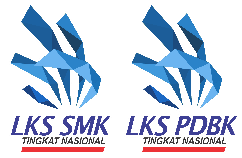 LKS SMK
TINGKAT NASIONAL
LKS PDBK
TINGKAT NASIONAL